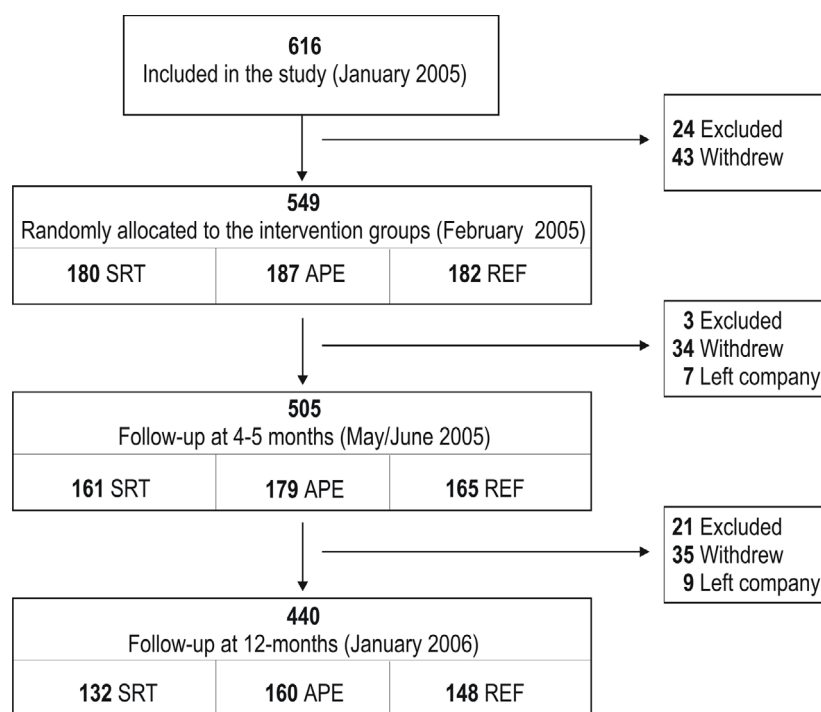 616
Included in the study (January 2005)
24 Excluded
43 Withdrew
549
Randomly allocated to the intervention groups (February 2005)
180 SRT
187 APE
182 REF
3 Excluded
34 Withdrew
7 Left company
505
Follow-up at 4-5 months (May/June 2005)
161 SRT
179 APE
165 REF
21 Excluded
35 Withdrew
9 Left company
440
Follow-up at 12-months (January 2006)
132 SRT
160 APE
148 REF